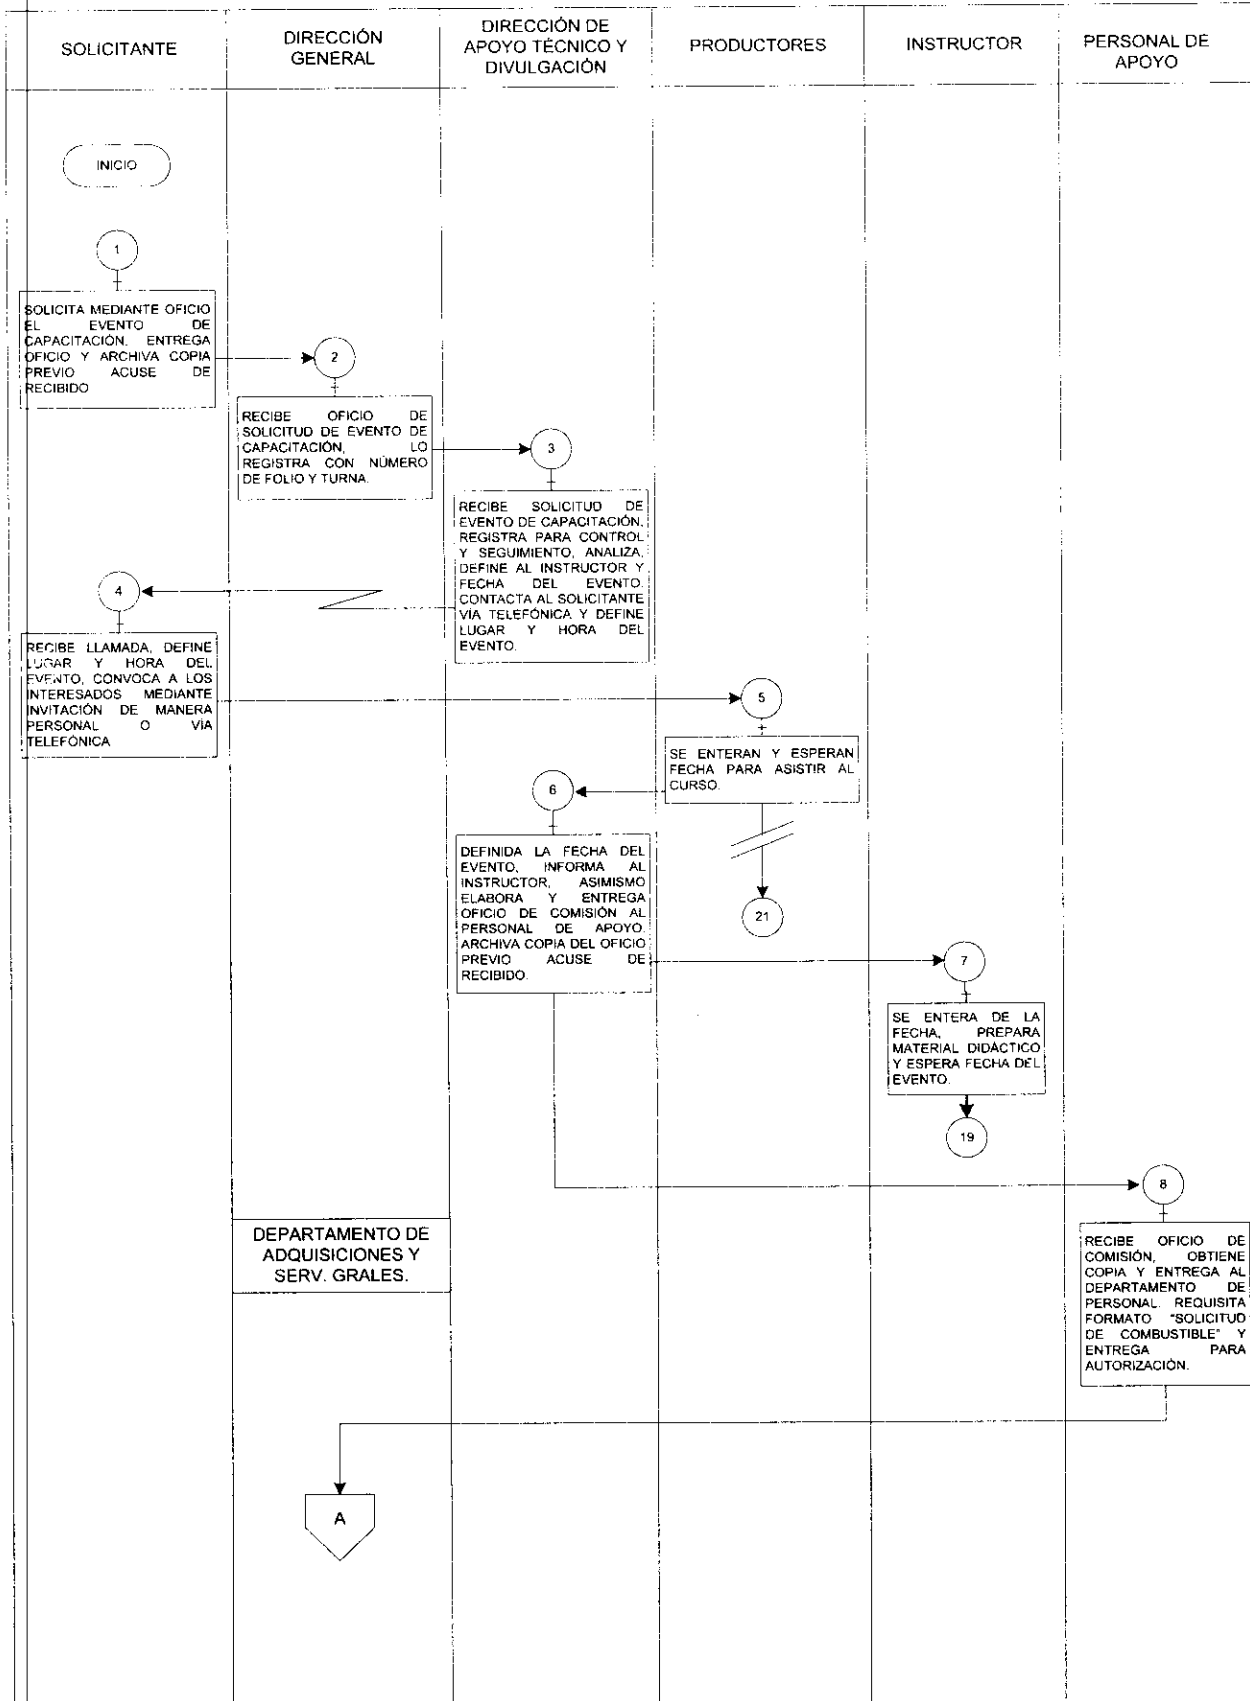 SOLICITANTE
DIRECCIÓN
GENERAL
DIRECCIÓN DE
APOYO TÉCNICO Y
DIVULGACIÓN
PRODUCTORES
INSTRUCTOR
PERSONAL DE
APOYO
INICIO
1
SOLICITA MEDIANTE OFICIO
EL EVENTO DE
CAPACITACIÓN. ENTREGA
OFICIO Y ARCHIVA COPIA
PREVIO ACUSE DE
RECIBIDO
2
RECIBE OFICIO DE
SOLICITUD DE EVENTO DE
CAPACITACIÓN, LO
REGISTRA CON NÚMERO
DE FOLIO Y TURNA.
3
RECIBE SOLICITUD DE
EVENTO DE CAPACITACIÓN,
REGISTRA PARA CONTROL
Y SEGUIMIENTO, ANALIZA,
DEFINE AL INSTRUCTOR Y
FECHA DEL EVENTO.
CONTACTA AL SOLICITANTE
VÍA TELEFÓNICA Y DEFINE
LUGAR Y HORA DEL
EVENTO.
4
RECIBE LLAMADA, DEFINE
LUGAR Y HORA DEL
EVENTO, CONVOCA A LOS
INTERESADOS MEDIANTE
INVITACIÓN DE MANERA
PERSONAL O VÍA
TELEFÓNICA
5
SE ENTERAN Y ESPERAN
FECHA PARA ASISTIR AL
CURSO.
21
6
DEFINIDA LA FECHA DEL
EVENTO, INFORMA AL
INSTRUCTOR, ASIMISMO
ELABORA Y ENTREGA
OFICIO DE COMISIÓN AL
PERSONAL DE APOYO.
ARCHIVA COPIA DEL OFICIO
PREVIO ACUSE DE
RECIBIDO.
7
SE ENTERA DE LA
FECHA, PREPARA
MATERIAL DIDÁCTICO
Y ESPERA FECHA DEL
EVENTO.
19
8
RECIBE OFICIO DE
COMISIÓN, OBTIENE
COPIA Y ENTREGA AL
DEPARTAMENTO DE
PERSONAL. REQUISITA
FORMATO "SOLICITUD
DE COMBUSTIBLE" Y
ENTREGA PARA
AUTORIZACIÓN.
DEPARTAMENTO DE
ADQUISICIONES Y
SERV. GRALES.
A